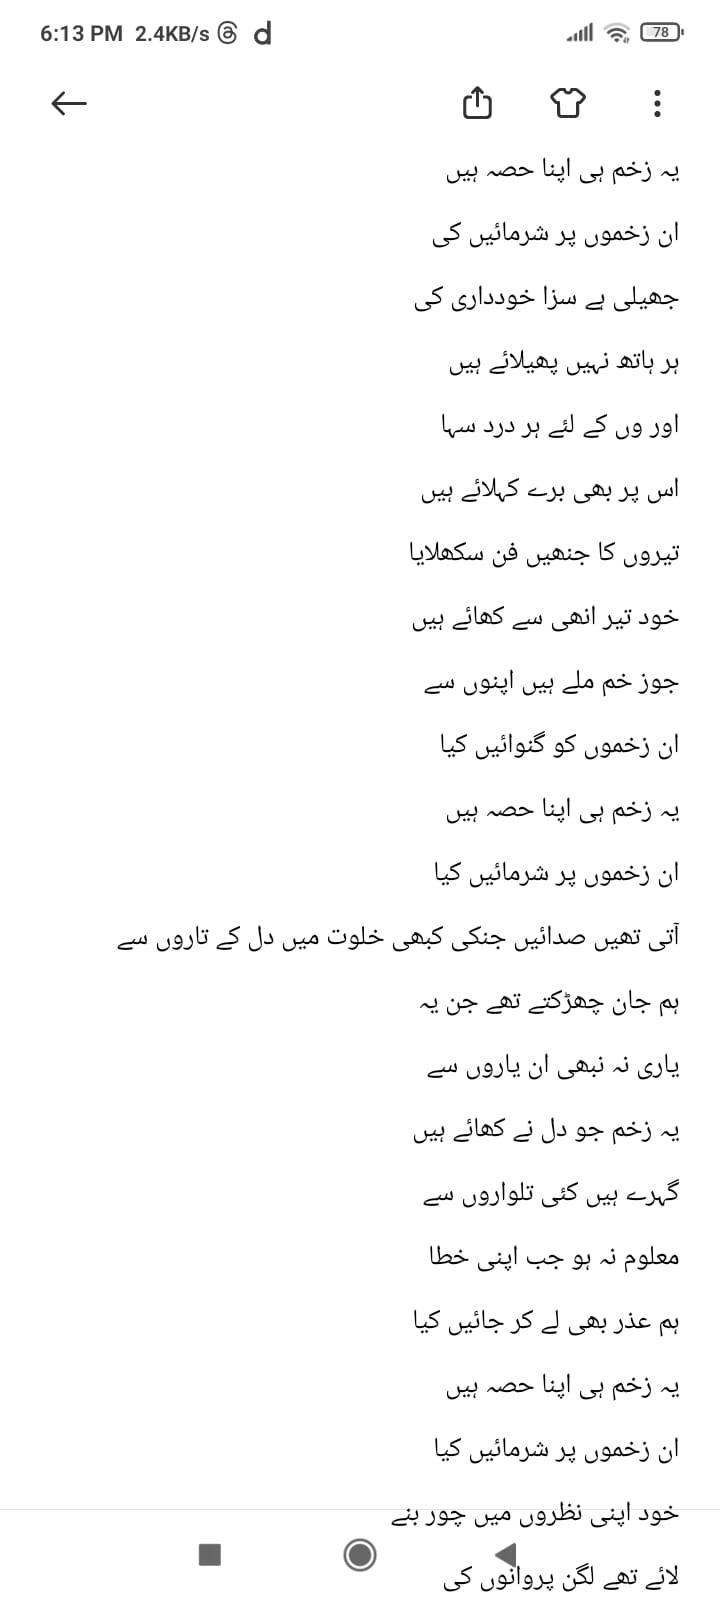 6:13 PM 2.4KB/s d
78
یہ زخم ہی اپنا حصہ ہیں
ان زخموں پر شرمائیں کی
جھیلی ہے سزا خودداری کی
ہر ہاتھ نہیں پھیلائے ہیں
اور وں کے لئے ہر درد سہا
اس پر بھی برے کہلائے ہیں
تیروں کا جنھیں فن سکھلایا
خود تیر انھی سے کھائے ہیں
جوز خم ملے ہیں اپنوں سے
ان زخموں کو گنوائیں کیا
یہ زخم ہی اپنا حصہ ہیں
ان زخموں پر شرمائیں کیا
آتی تھیں صدائیں جنکی کبھی خلوت میں دل کے تاروں سے
ہم جان چھڑکتے تھے جن یہ
یاری نہ نبھی ان یاروں سے
یہ زخم جو دل نے کھائے ہیں
گہرے ہیں کئی تلواروں سے
معلوم نہ ہو جب اپنی خطا
ہم عذر بھی لے کر جائیں کیا
یہ زخم ہی اپنا حصہ ہیں
ان زخموں پر شرمائیں کیا
خود اپنی نظروں میں چور بنے
لائے تھے لگن پروانوں کی